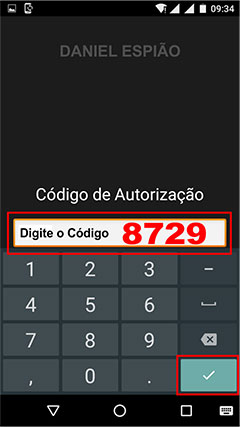 09:34
DANIEL ESPIÃO
Código de Autorização
Digite o Código 8729
1 2 3 -
4 5 6
7 8 9
, 0 .